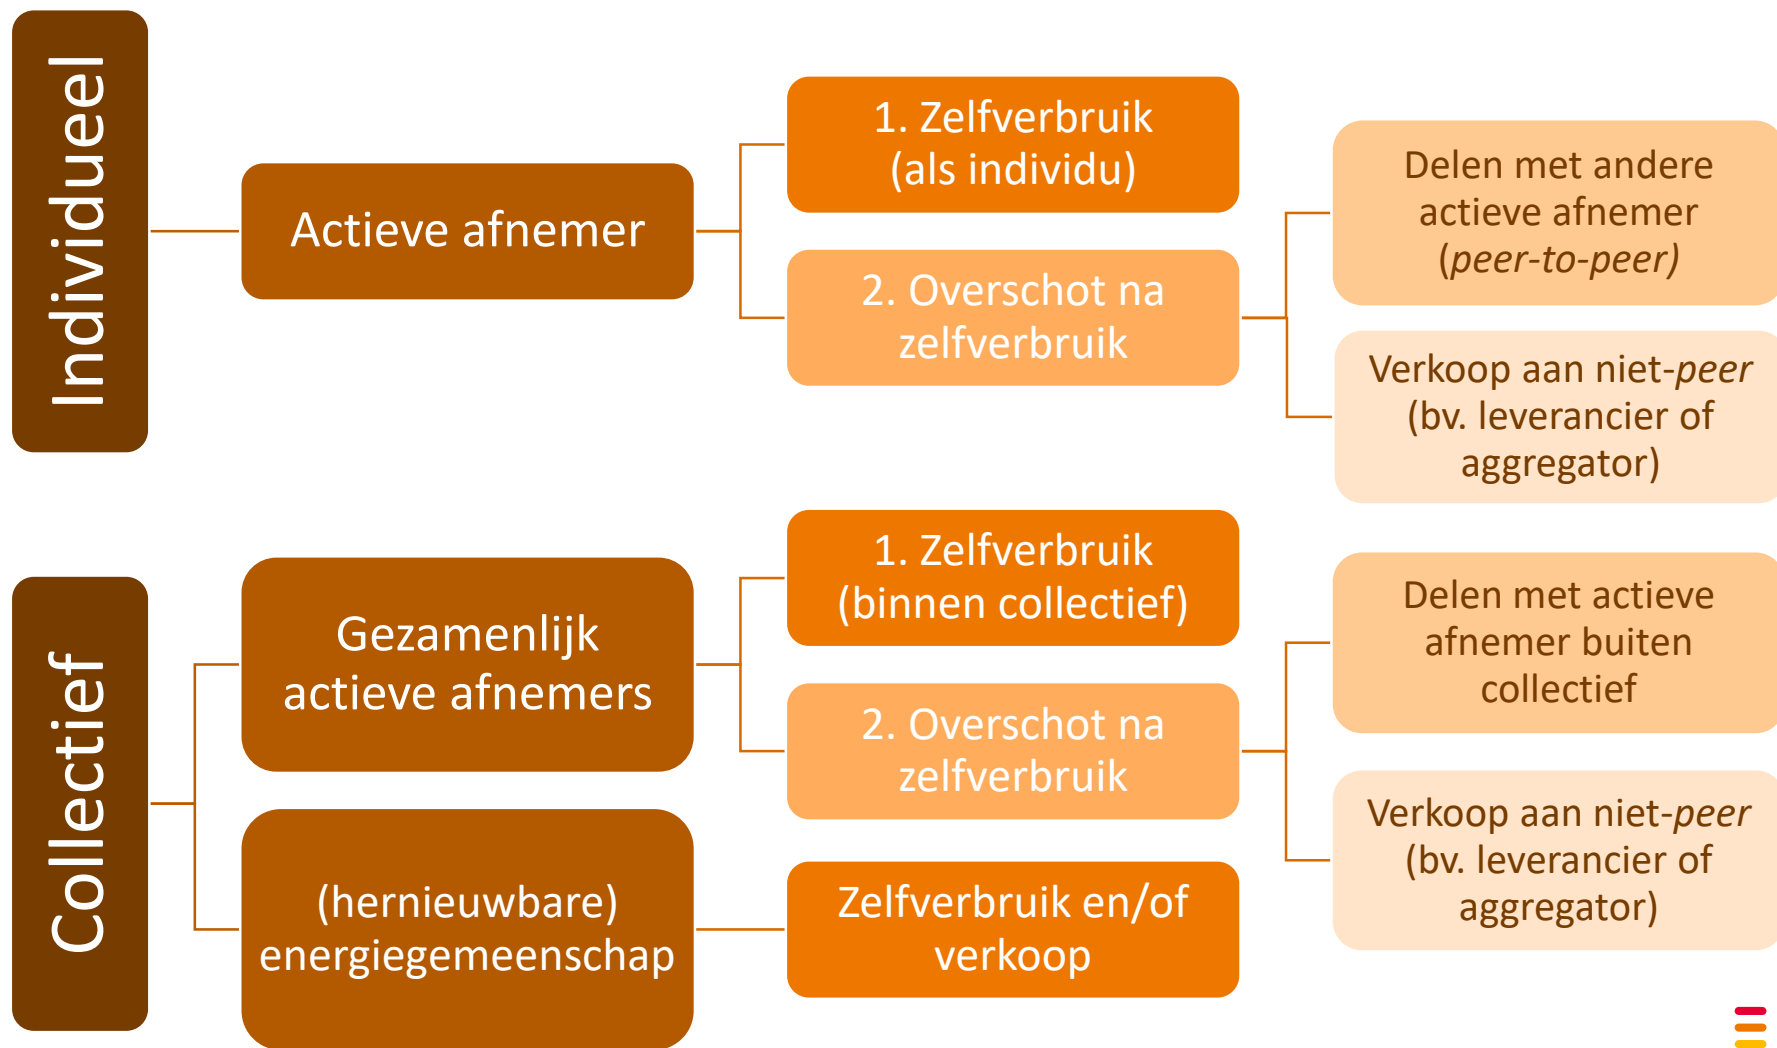 Individueel
Actieve afnemer
1. Zelfverbruik
(als individu)
2. Overschot na
zelfverbruik
Delen met andere
actieve afnemer
(peer-to-peer)
Verkoop aan niet-peer
(bv. leverancier of
aggregator)
Collectief
Gezamenlijk
actieve afnemers
1. Zelfverbruik
(binnen collectief)
2. Overschot na
zelfverbruik
Delen met actieve
afnemer buiten
collectief
Verkoop aan niet-peer
(bv. leverancier of
aggregator)
(hernieuwbare)
energiegemeenschap
Zelfverbruik en/of
verkoop